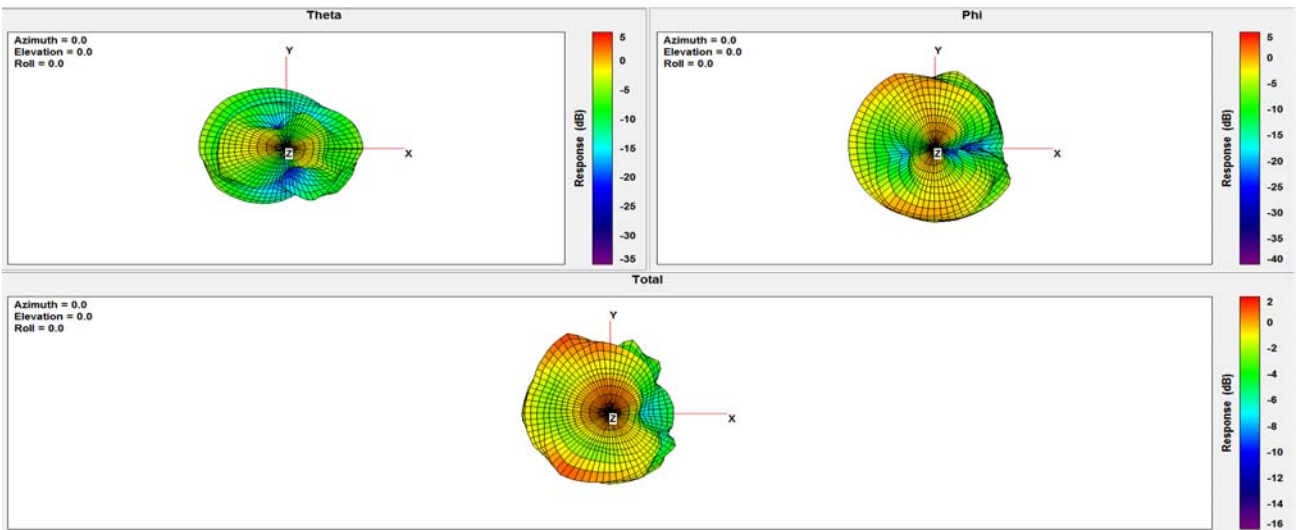 Theta
Azimuth = 0.0
Elevation = 0.0
Roll = 0.0
Y
X
Z
Response (dB)
5
0
-5
-10
-15
-20
-25
-30
-35
Phi
Azimuth = 0.0
Elevation = 0.0
Roll = 0.0
Y
X
Z
Response (dB)
5
0
-5
-10
-15
-20
-25
-30
-35
-40
Total
Azimuth = 0.0
Elevation = 0.0
Roll = 0.0
Y
X
Z
Response (dB)
2
0
-2
-4
-6
-8
-10
-12
-14
-16